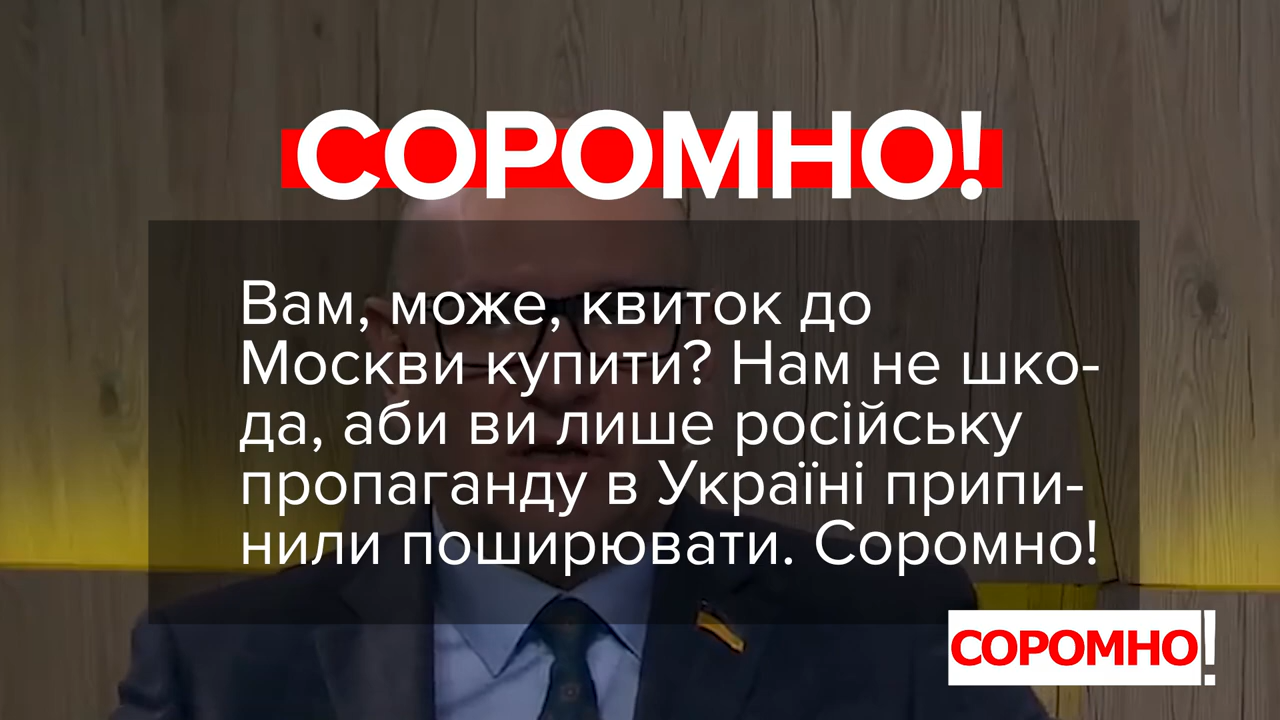 СОРОМНО!
Вам, може, квиток до
Москви купити? Нам не шко-
да, аби ви лише російську
пропаганду в Україні припи-
нили поширювати. Соромно!
СОРОМНО!